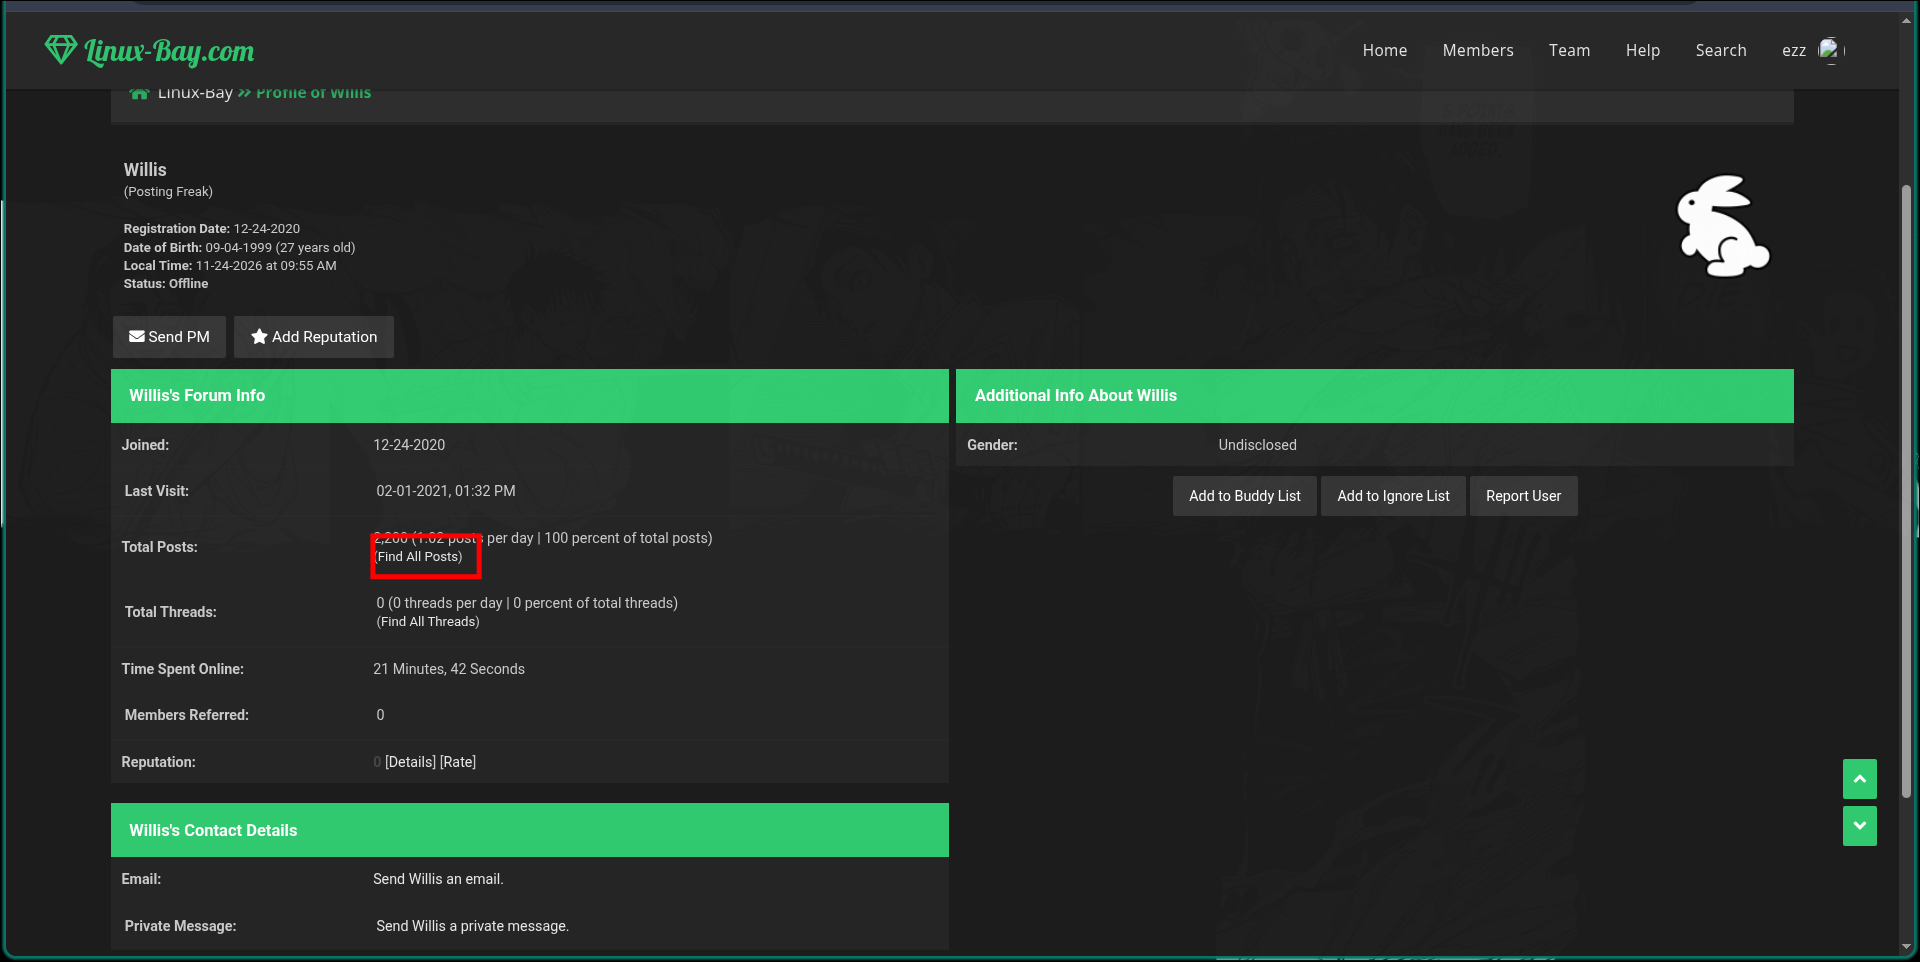 Linux-Bay.com
Home Members Team Help Search ezz
Linux-Bay » Profile of Willis
Willis
(Posting Freak)
Registration Date: 12-24-2020
Date of Birth: 09-04-1999 (27 years old)
Local Time: 11-24-2026 at 09:55 AM
Status: Offline
Send PM Add Reputation
Willis's Forum Info
Joined: 12-24-2020
Last Visit: 02-01-2021, 01:32 PM
Total Posts: (1.02 posts per day | 100 percent of total posts)
(Find All Posts)
Total Threads: 0 (0 threads per day | 0 percent of total threads)
(Find All Threads)
Time Spent Online: 21 Minutes, 42 Seconds
Members Referred: 0
Reputation: 0 [Details] [Rate]
Additional Info About Willis
Gender: Undisclosed
Add to Buddy List Add to Ignore List Report User
Willis's Contact Details
Email: Send Willis an email.
Private Message: Send Willis a private message.